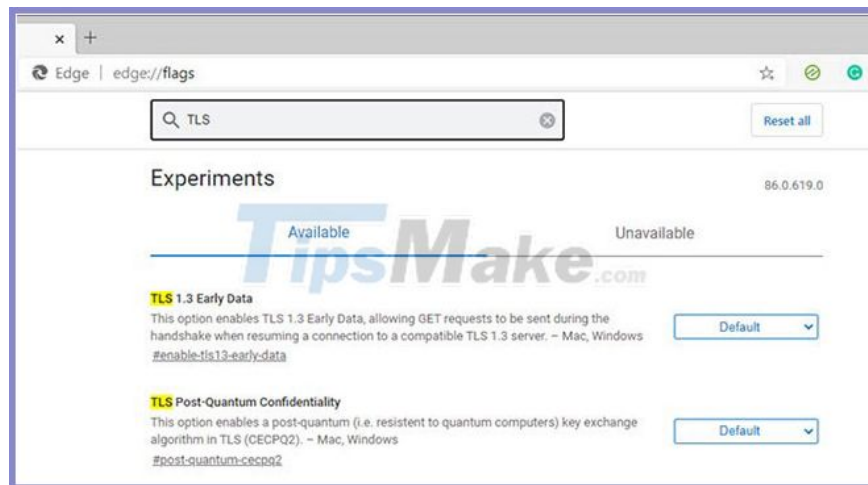 Edge | edge://flags
TLS
Reset all
Experiments
86.0.619.0
Available
Unavailable
TipsMake.com
TLS 1.3 Early Data
This option enables TLS 1.3 Early Data, allowing GET requests to be sent during the
handshake when resuming a connection to a compatible TLS 1.3 server. – Mac, Windows
Default
#enable-tls13-early-data
TLS Post-Quantum Confidentiality
This option enables a post-quantum (i.e. resistent to quantum computers) key exchange
algorithm in TLS (CECPQ2). – Mac, Windows
Default
#post-quantum-cecpq2